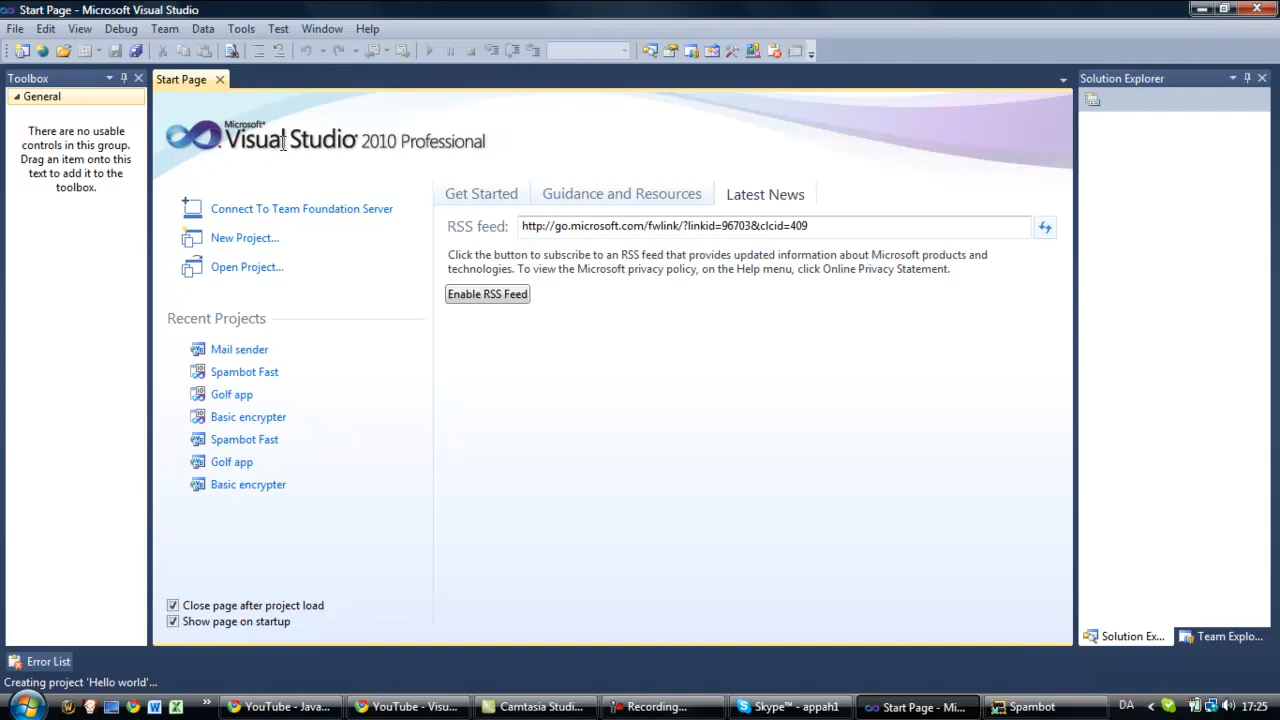 Start Page - Microsoft Visual Studio
File Edit View Debug Team Data Tools Test Window Help
Toolbox
General
There are no usable
controls in this group.
Drag an item onto this
text to add it to the
toolbox.
Start Page
Microsoft®
Visual Studio® 2010 Professional
Connect To Team Foundation Server
New Project...
Open Project...
Recent Projects
Mail sender
Spambot Fast
Golf app
Basic encrypter
Spambot Fast
Golf app
Basic encrypter
Close page after project load
Show page on startup
Get Started Guidance and Resources Latest News
RSS feed: http://go.microsoft.com/fwlink/?linkid=96703&clcid=409
Click the button to subscribe to an RSS feed that provides updated information about Microsoft products and
technologies. To view the Microsoft privacy policy, on the Help menu, click Online Privacy Statement.
Enable RSS Feed
Solution Explorer
Solution Ex... Team Explo...
Error List
Creating project 'Hello world'...
YouTube - Java... YouTube - Visu... Camtasia Studi... Recording... Skype™ - appah1 Start Page - Mi... Spambot DA 17:25